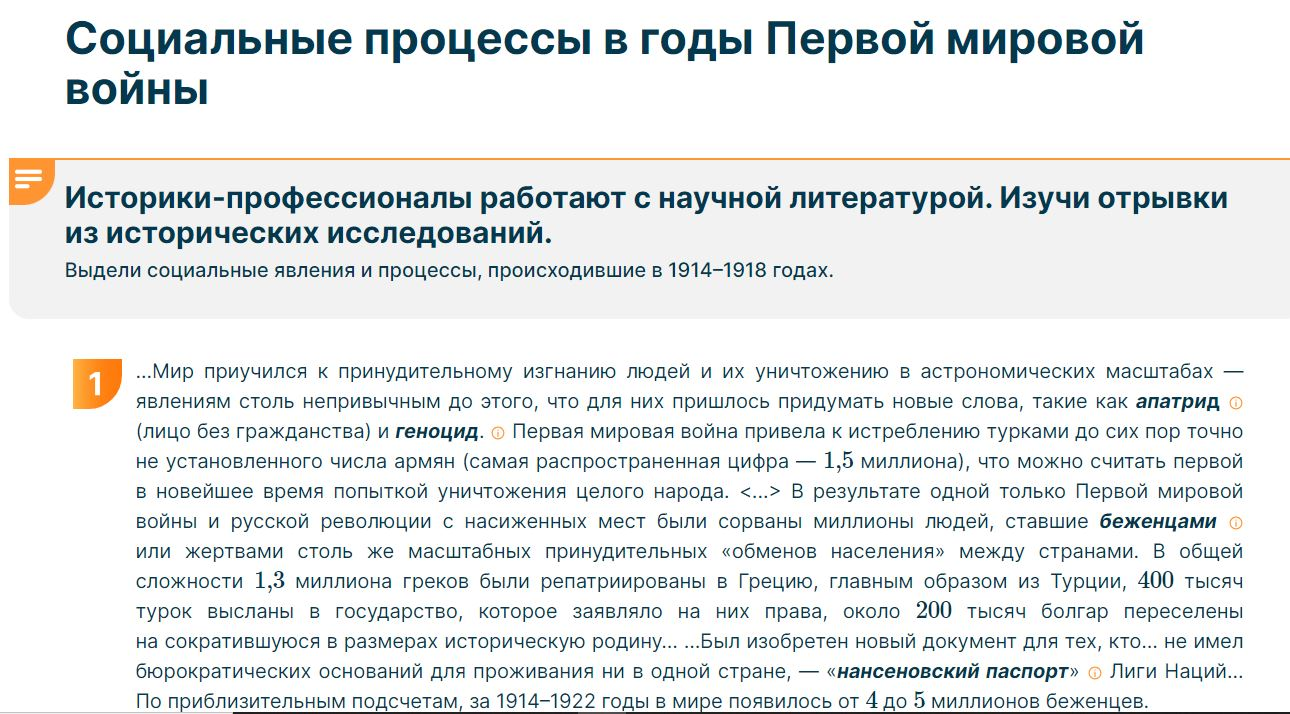 Социальные процессы в годы Первой мировой
войны
Историки-профессионалы работают с научной литературой. Изучи отрывки
из исторических исследований.
Выдели социальные явления и процессы, происходившие в 1914–1918 годах.
1
...Мир приучился к принудительному изгнанию людей и их уничтожению в астрономических масштабах —
явлениям столь непривычным до этого, что для них пришлось придумать новые слова, такие как апатрид
(лицо без гражданства) и геноцид. Первая мировая война привела к истреблению турками до сих пор точно
не установленного числа армян (самая распространенная цифра — 1,5 миллиона), что можно считать первой
в новейшее время попыткой уничтожения целого народа. <...> В результате одной только Первой мировой
войны и русской революции с насиженных мест были сорваны миллионы людей, ставшие беженцами
или жертвами столь же масштабных принудительных «обменов населения» между странами. В общей
сложности 1,3 миллиона греков были репатриированы в Грецию, главным образом из Турции, 400 тысяч
турок высланы в государство, которое заявляло на них права, около 200 тысяч болгар переселены
на сократившуюся в размерах историческую родину... ...Был изобретен новый документ для тех, кто... не имел
бюрократических оснований для проживания ни в одной стране, — «нансеновский паспорт» Лиги Наций...
По приблизительным подсчетам, за 1914–1922 годы в мире появилось от 4 до 5 миллионов беженцев.